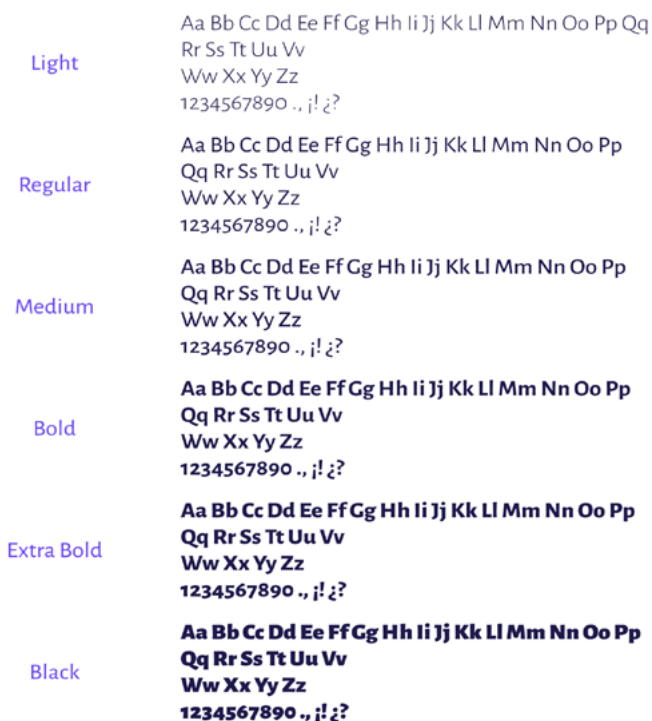 Light
Aa Bb Cc Dd Ee Ff Gg Hh Ii Jj Kk Ll Mm Nn Oo Pp Qq
Rr Ss Tt Uu Vv
Ww Xx Yy Zz
1234567890 ., ¡! ¿?
Regular
Aa Bb Cc Dd Ee Ff Gg Hh Ii Jj Kk Ll Mm Nn Oo Pp
Qq Rr Ss Tt Uu Vv
Ww Xx Yy Zz
1234567890 ., ¡! ¿?
Medium
Aa Bb Cc Dd Ee Ff Gg Hh Ii Jj Kk Ll Mm Nn Oo Pp
Qq Rr Ss Tt Uu Vv
Ww Xx Yy Zz
1234567890 ., ¡! ¿?
Bold
Aa Bb Cc Dd Ee Ff Gg Hh Ii Jj Kk Ll Mm Nn Oo Pp
Qq Rr Ss Tt Uu Vv
Ww Xx Yy Zz
1234567890 ., ¡! ¿?
Extra Bold
Aa Bb Cc Dd Ee Ff Gg Hh Ii Jj Kk Ll Mm Nn Oo Pp
Qq Rr Ss Tt Uu Vv
Ww Xx Yy Zz
1234567890 ., ¡! ¿?
Black
Aa Bb Cc Dd Ee Ff Gg Hh Ii Jj Kk Ll Mm Nn Oo Pp
Qq Rr Ss Tt Uu Vv
Ww Xx Yy Zz
1234567890 ., ¡! ¿?